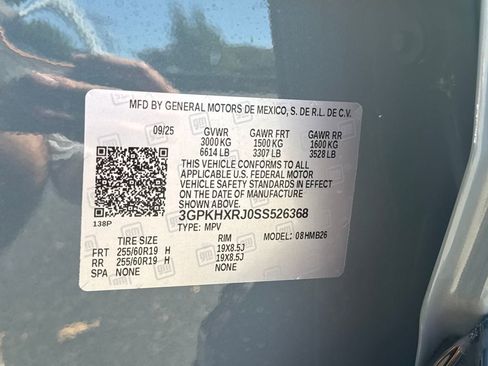 MFD BY GENERAL MOTORS DE MEXICO, S. DE R.L. DE C.V.
09/25 GVWR GAWR FRT GAWR RR
3000 KG 1500 KG 1600 KG
6614 LB 3307 LB 3528 LB
THIS VEHICLE CONFORMS TO ALL
APPLICABLE U.S. FEDERAL MOTOR
VEHICLE SAFETY STANDARDS IN EFFECT
ON THE DATE OF MANUFACTURE
SHOWN ABOVE.
3GPKHXRJ0SS526368
138P
TYPE: MPV
MODEL: 08HMB26
TIRE SIZE RIM
FRT 255/60R19 H 19X8.5J
RR 255/60R19 H 19X8.5J
SPA NONE NONE